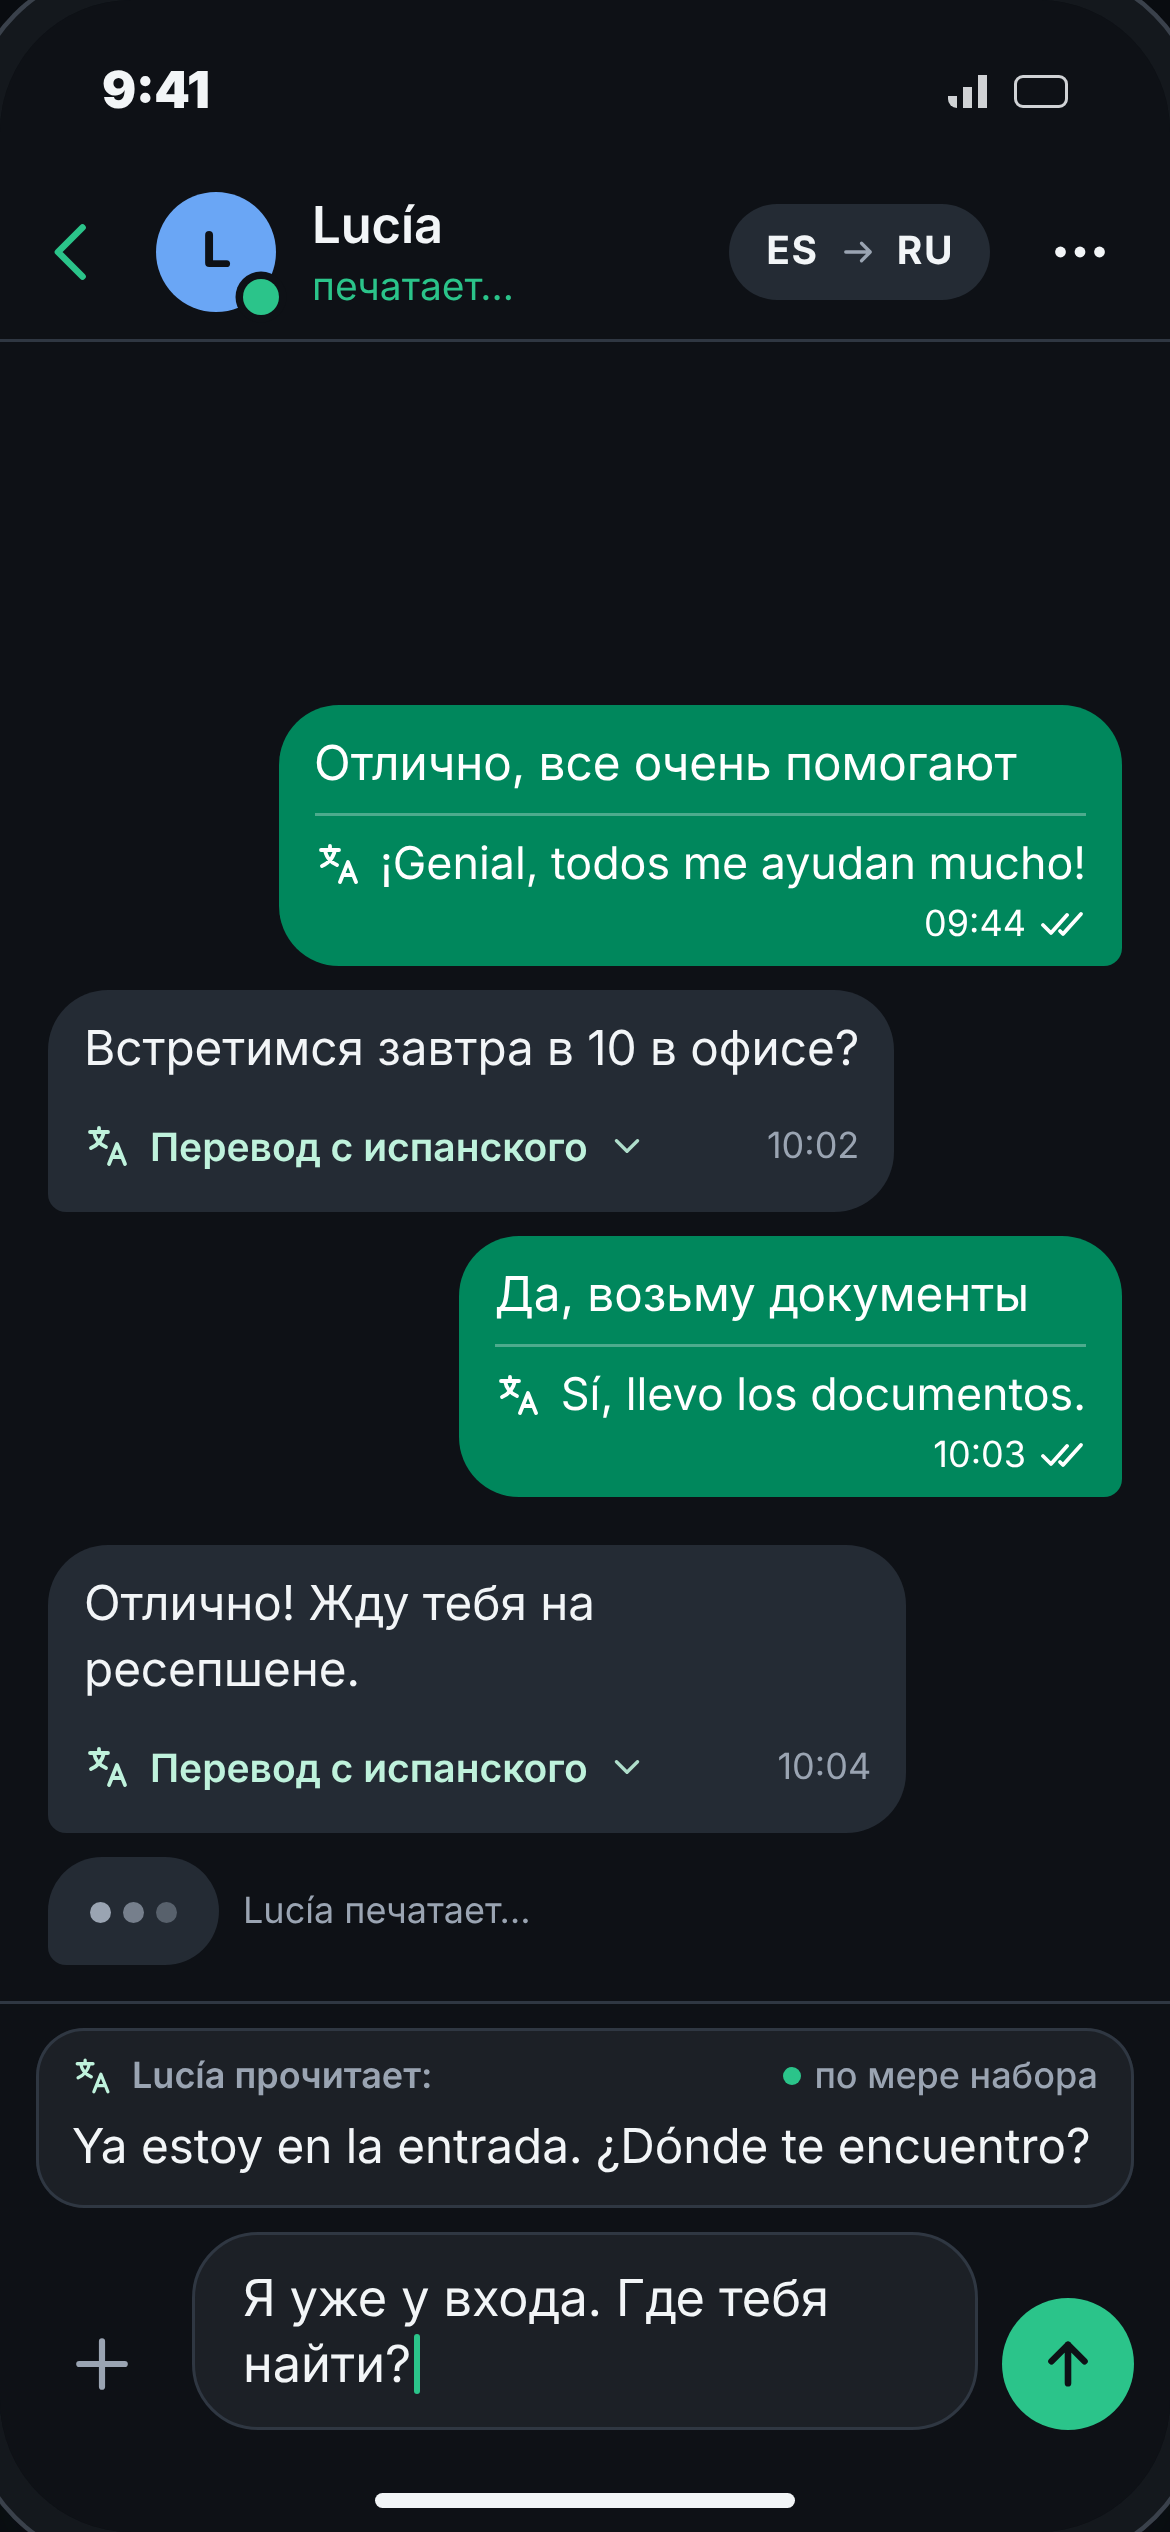 9:41
Lucía
печатает...
ES → RU
Отлично, все очень помогают
¡Genial, todos me ayudan mucho!
09:44
Встретимся завтра в 10 в офисе?
Перевод с испанского
10:02
Да, возьму документы
Sí, llevo los documentos.
10:03
Отлично! Жду тебя на
ресепшене.
Перевод с испанского
10:04
Lucía печатает...
Lucía прочитает:
по мере набора
Ya estoy en la entrada. ¿Dónde te encuentro?
Я уже у входа. Где тебя
найти?